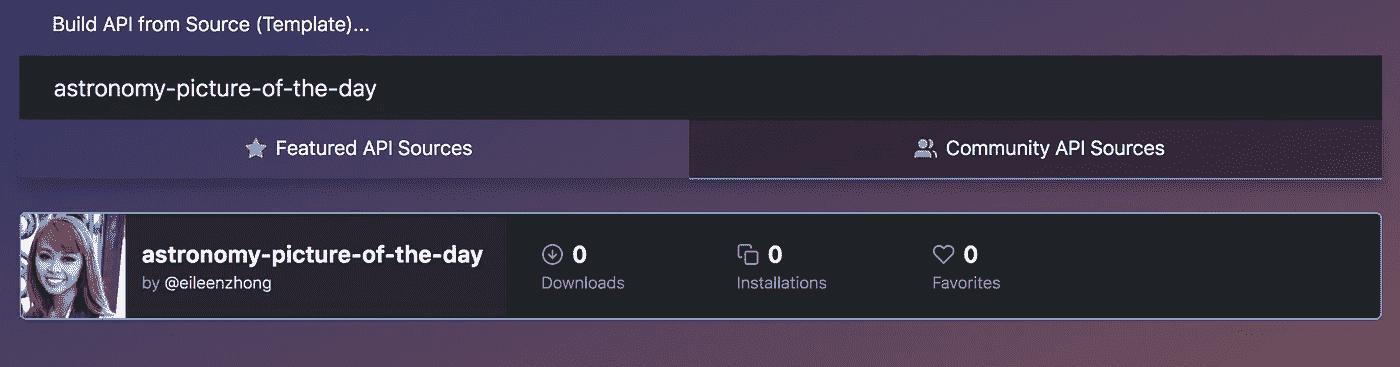 Build API from Source (Template)...
astronomy-picture-of-the-day
Featured API Sources
Community API Sources
astronomy-picture-of-the-day
by @eileenzhong
0
Downloads
0
Installations
0
Favorites